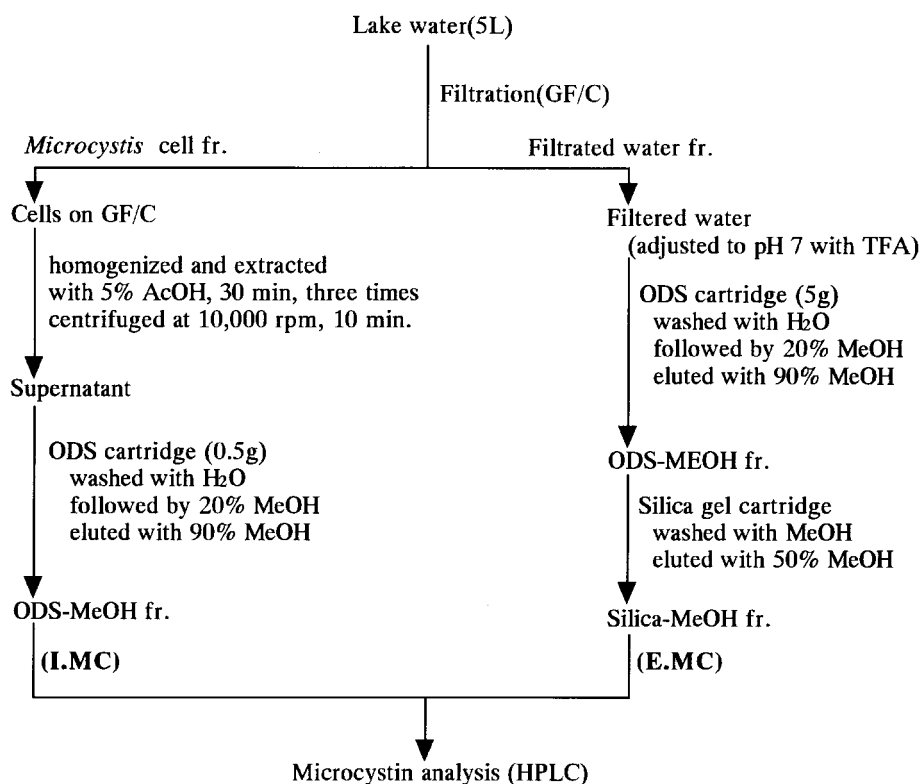 Lake water(5L)
Filtration(GF/C)
Microcystis cell fr.
Filtrated water fr.
Cells on GF/C
homogenized and extracted
with 5% AcOH, 30 min, three times
centrifuged at 10,000 rpm, 10 min.
Supernatant
ODS cartridge (0.5g)
washed with H2O
followed by 20% MeOH
eluted with 90% MeOH
ODS-MeOH fr.
(I.MC)
Filtered water
(adjusted to pH 7 with TFA)
ODS cartridge (5g)
washed with H2O
followed by 20% MeOH
eluted with 90% MeOH
ODS-MEOH fr.
Silica gel cartridge
washed with MeOH
eluted with 50% MeOH
Silica-MeOH fr.
(E.MC)
Microcystin analysis (HPLC)